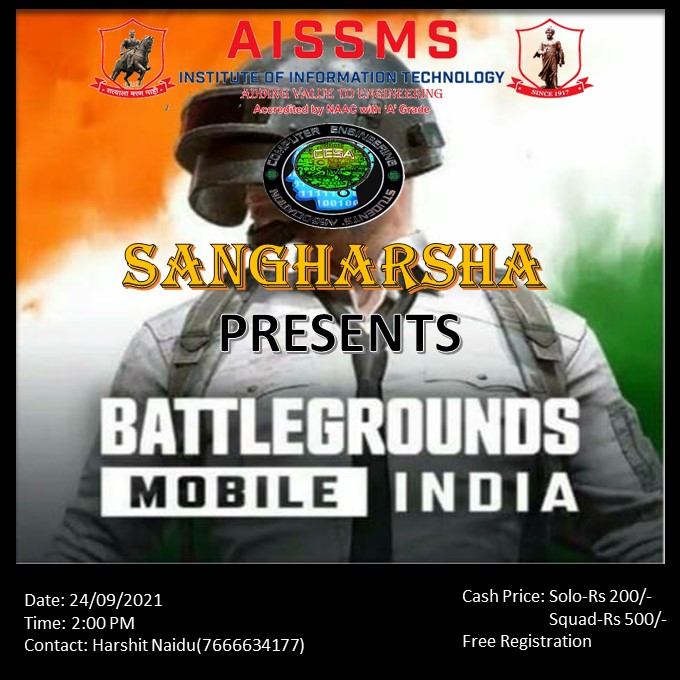 AISSMS
INSTITUTE OF INFORMATION TECHNOLOGY
ADDING VALUE TO ENGINEERING
Accredited by NAAC with 'A' Grade
सत्याला मरण नाही
SINCE 1917
COMPUTER ENGINEERING
CESA
STUDENTS' ASSOCIATION
SANGHARSHA
PRESENTS
BATTLEGROUNDS
MOBILE INDIA
Date: 24/09/2021
Time: 2:00 PM
Contact: Harshit Naidu(7666634177)
Cash Price: Solo-Rs 200/-
Squad-Rs 500/-
Free Registration